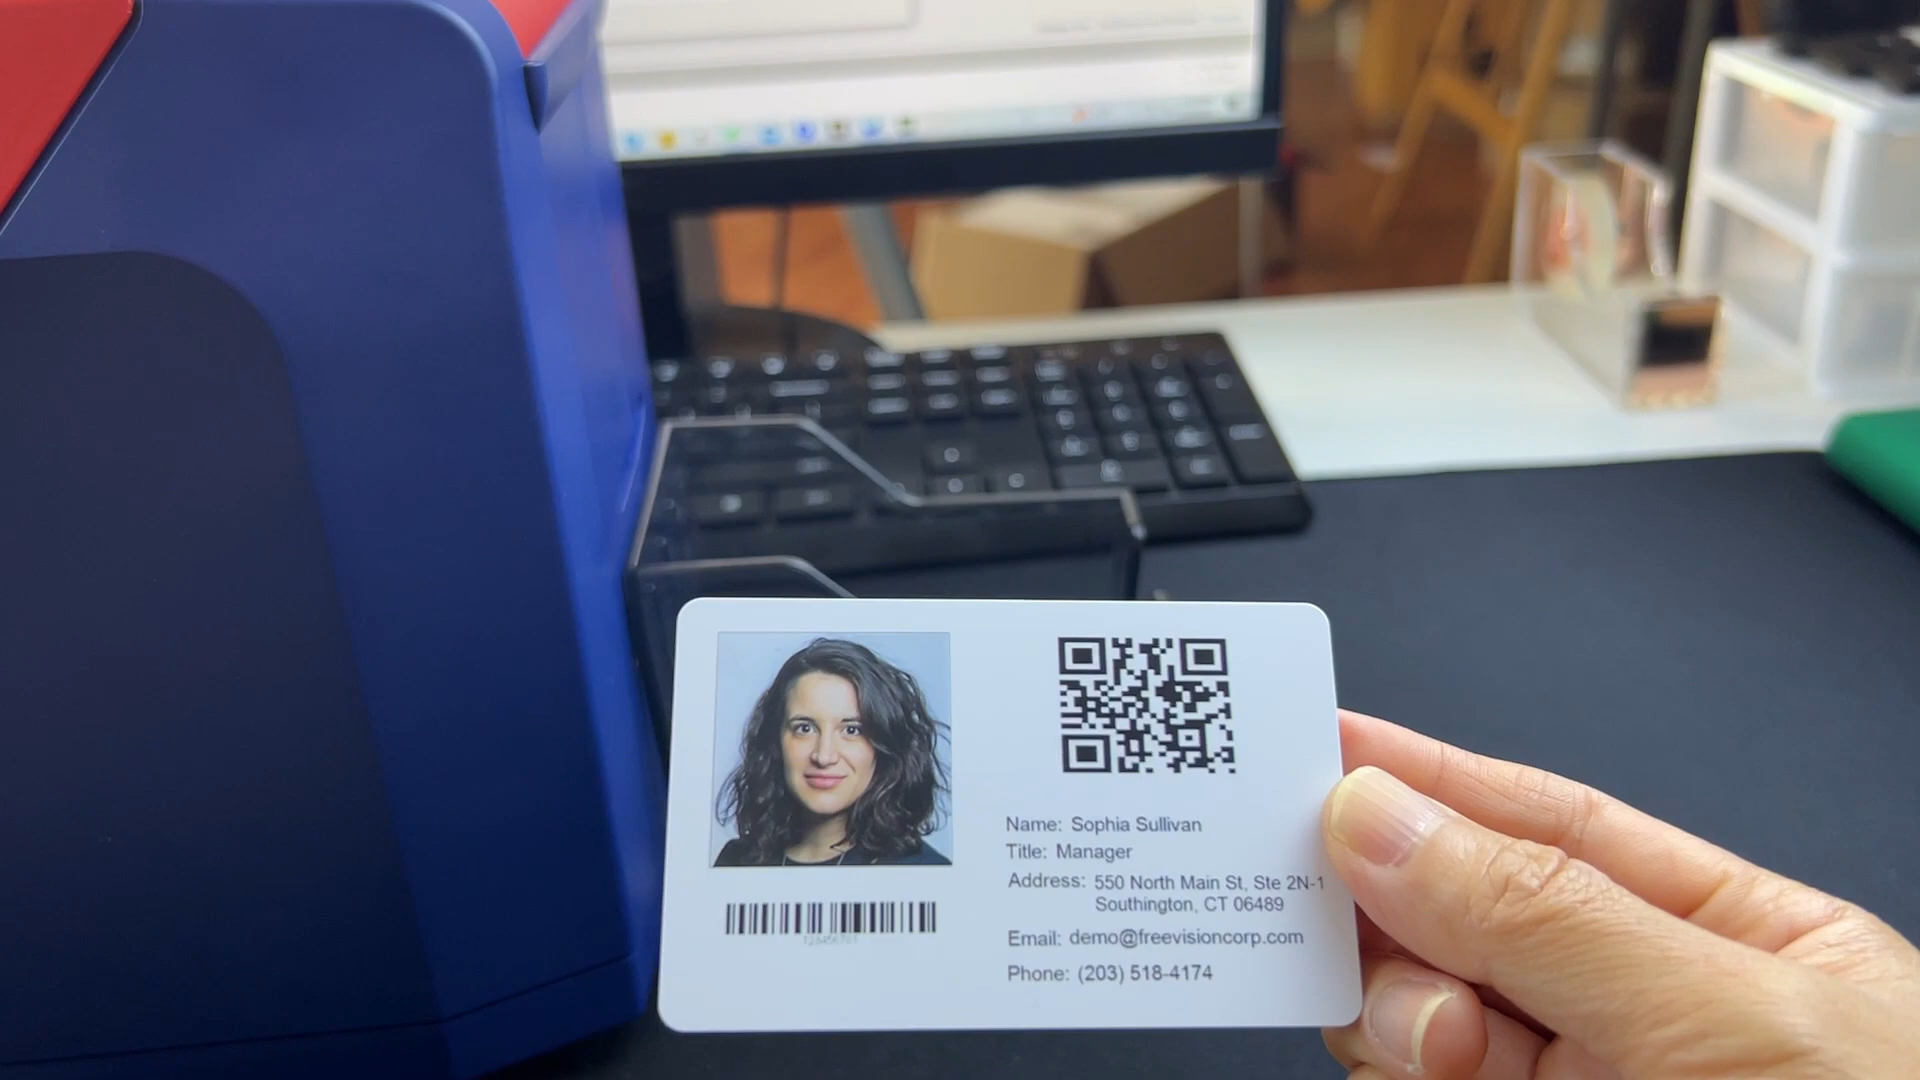 Name: Sophia Sullivan
Title: Manager
Address: 550 North Main St, Ste 2N-1
Southington, CT 06489
Email: demo@freevisioncorp.com
Phone: (203) 518-4174